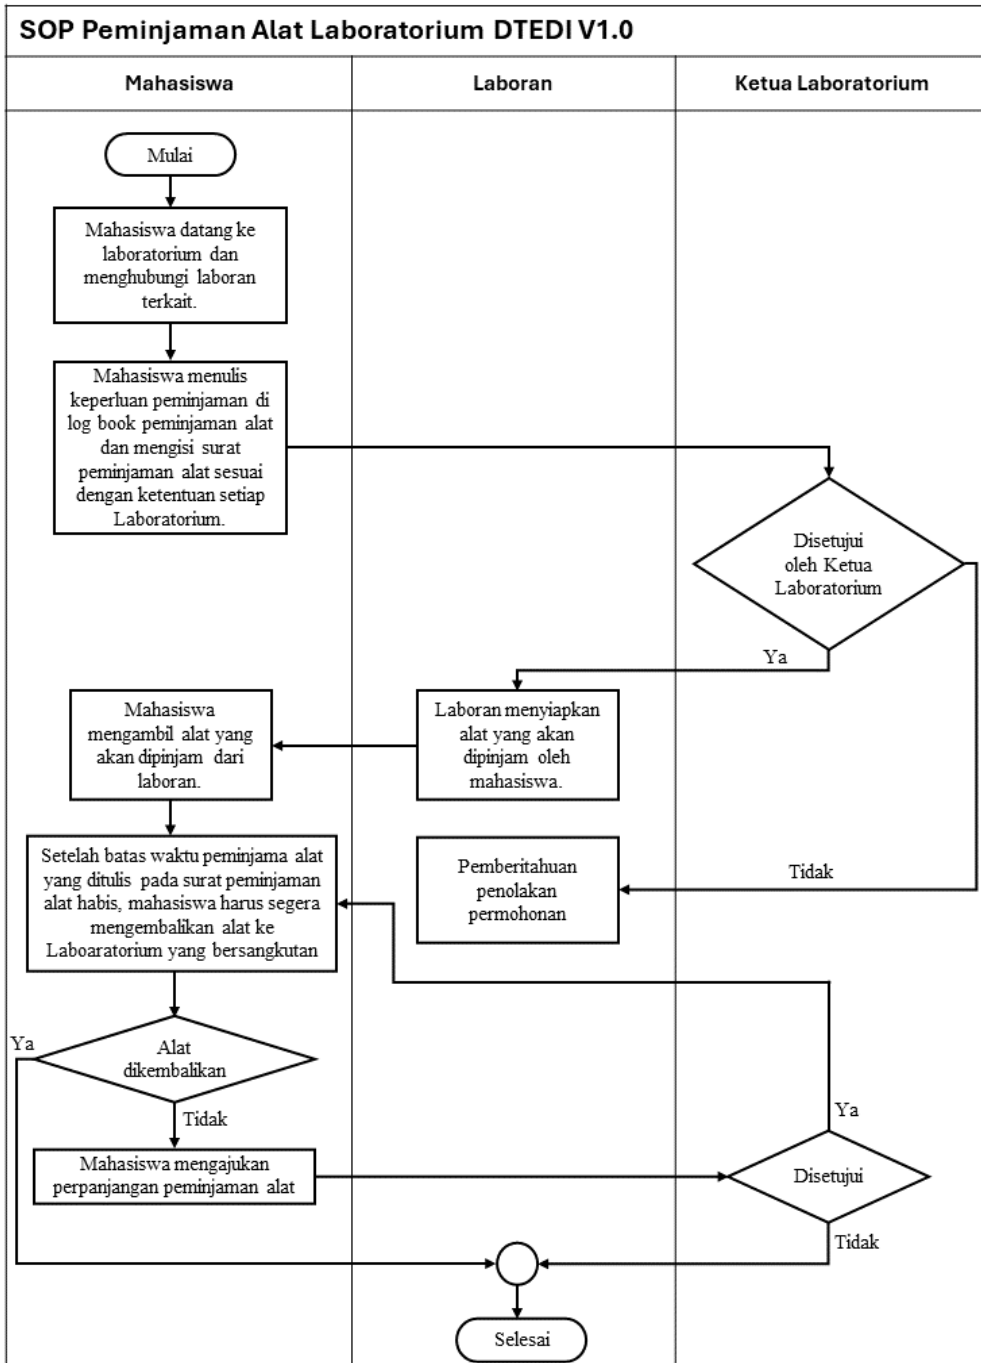 SOP Peminjaman Alat Laboratorium DTEDI V1.0
Mahasiswa
Laboran
Ketua Laboratorium
Mulai
Mahasiswa datang ke
laboratorium dan
menghubungi laboran
terkait.
Mahasiswa menulis
keperluan peminjaman di
log book peminjaman alat
dan mengisi surat
peminjaman alat sesuai
dengan ketentuan setiap
Laboratorium.
Disetujui
oleh Ketua
Laboratorium
Ya
Mahasiswa
mengambil alat yang
akan dipinjam dari
laboran.
Laboran menyiapkan
alat yang akan
dipinjam oleh
mahasiswa.
Setelah batas waktu peminjama alat
yang ditulis pada surat peminjaman
alat habis, mahasiswa harus segera
mengembalikan alat ke
Laboaratorium yang bersangkutan
Pemberitahuan
penolakan
permohonan
Tidak
Ya
Alat
dikembalikan
Tidak
Ya
Mahasiswa mengajukan
perpanjangan peminjaman alat
Disetujui
Tidak
Selesai